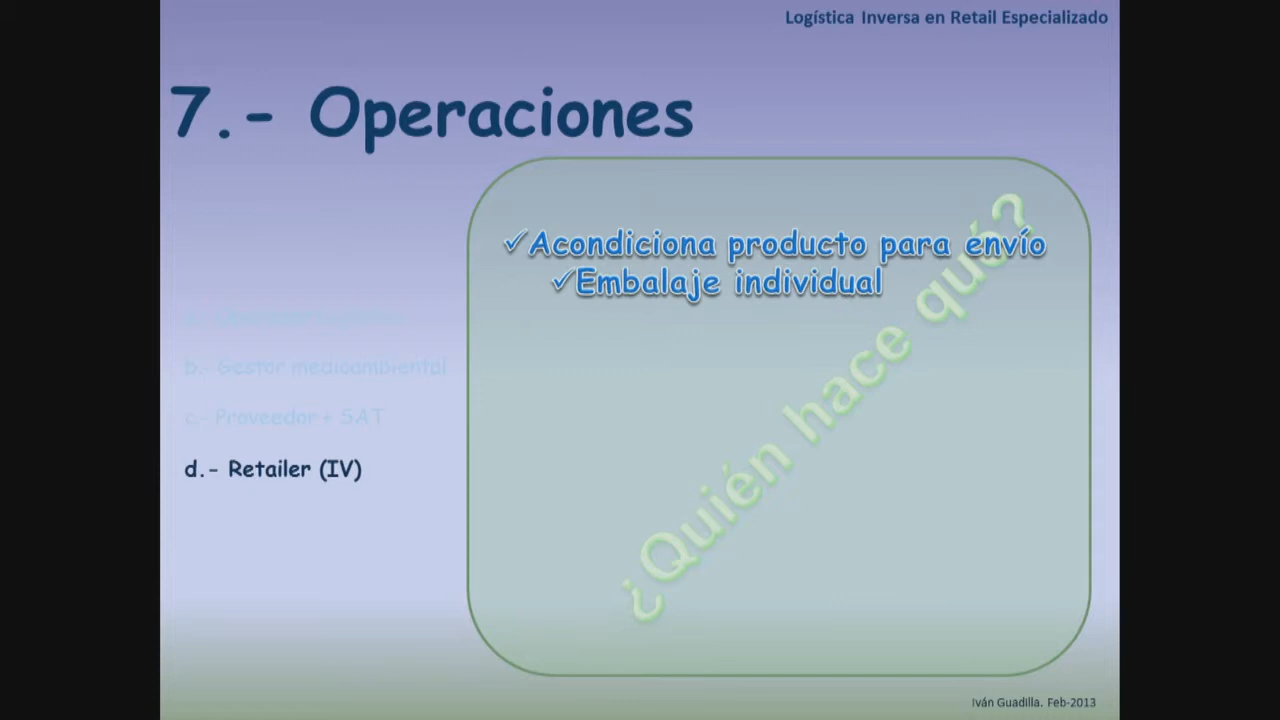 Logística Inversa en Retail Especializado
7.- Operaciones
✓Acondiciona producto para envío
✓Embalaje individual
¿Quién hace qué?
b.- Gestor medioambiental
c.- Proveedor + SAT
d.- Retailer (IV)
Iván Guadilla. Feb-2013